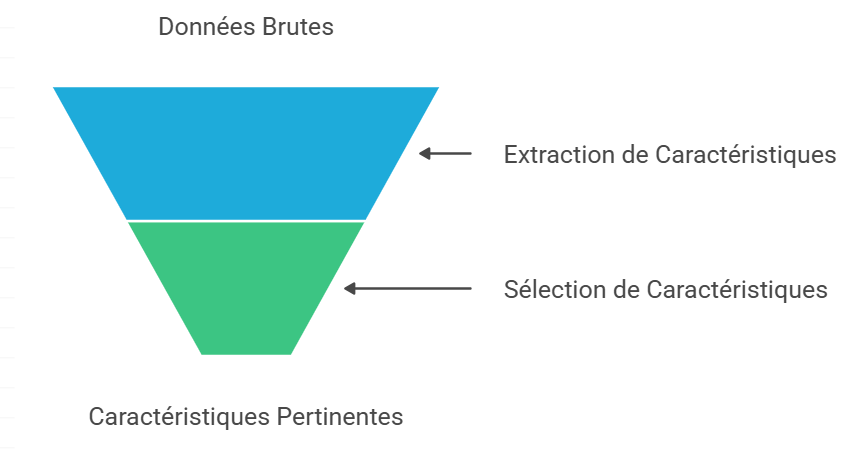 Données Brutes
Extraction de Caractéristiques
Sélection de Caractéristiques
Caractéristiques Pertinentes